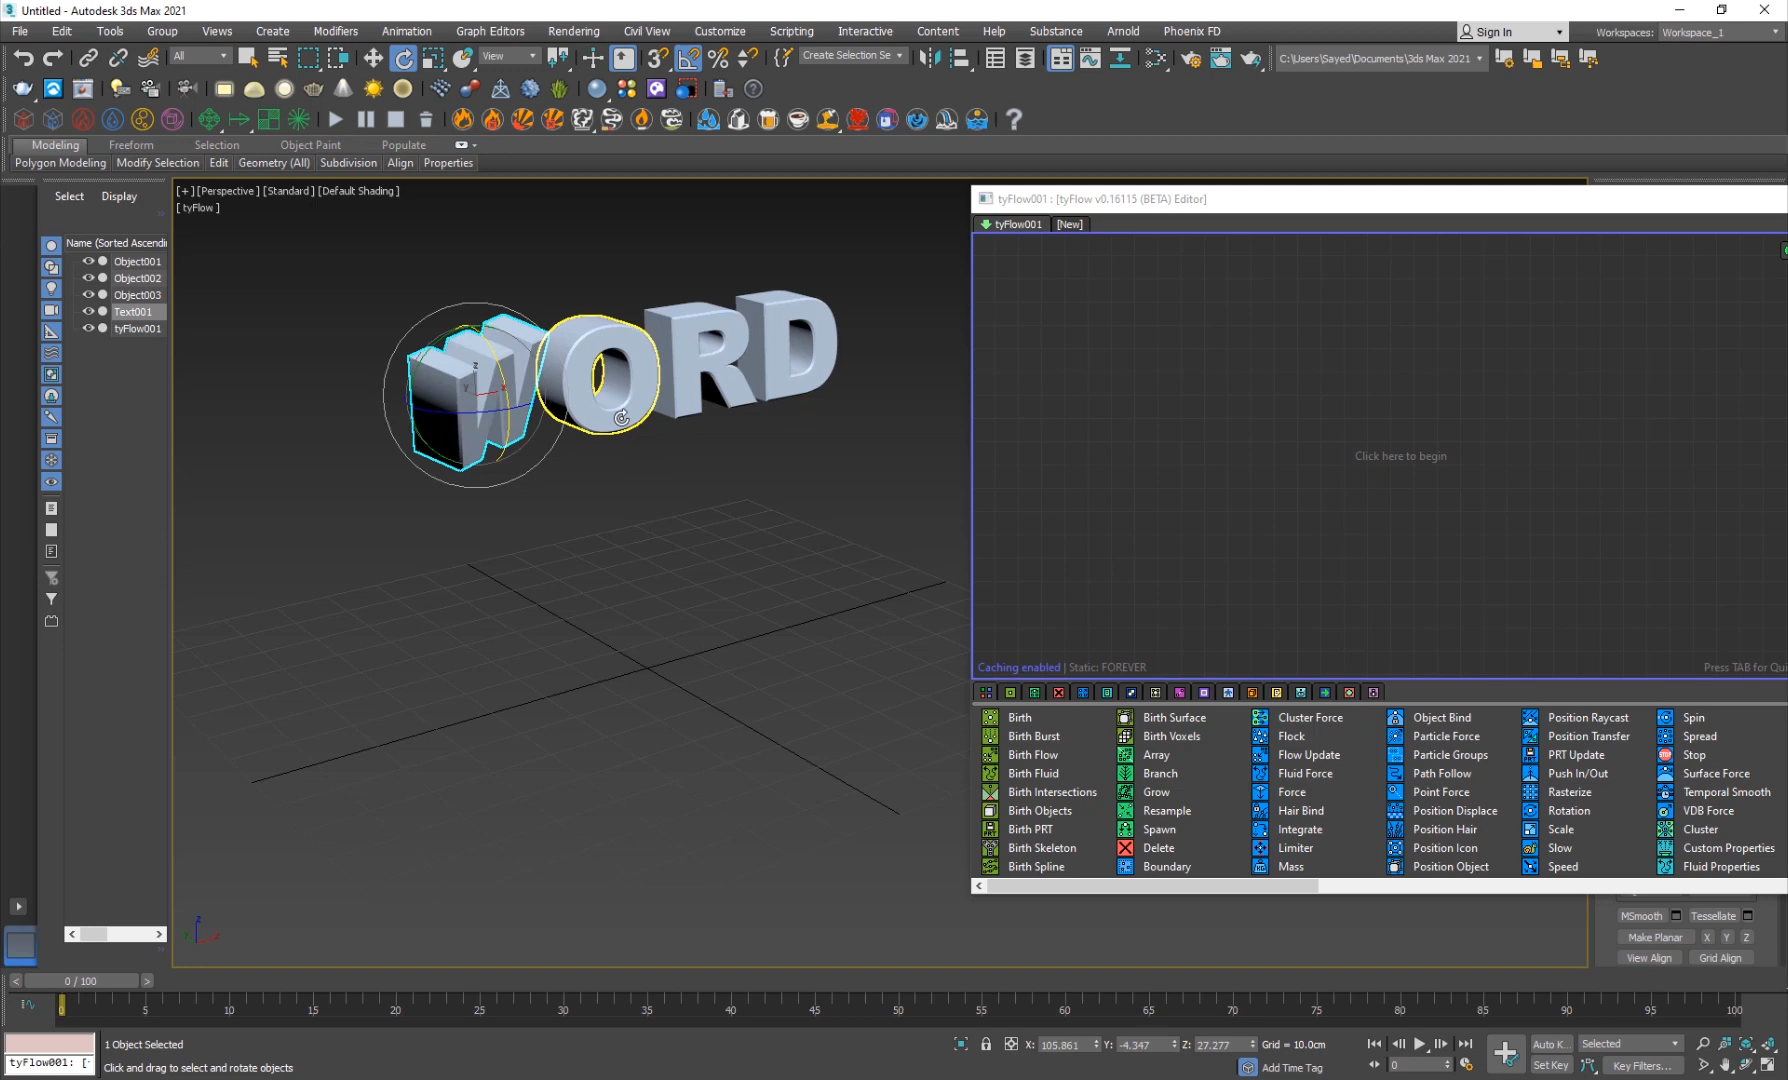 Untitled - Autodesk 3ds Max 2021
File Edit Tools Group Views Create Modifiers Animation Graph Editors Rendering Civil View Customize Scripting Interactive Content Help Substance Arnold Phoenix FD Sign In Workspaces: Workspace_1
All View Create Selection Se C:\Users\Sayed\Documents\3ds Max 2021
Modeling Freeform Selection Object Paint Populate
Polygon Modeling Modify Selection Edit Geometry (All) Subdivision Align Properties
Select Display
Name (Sorted Ascendi
Object001
Object002
Object003
Text001
tyFlow001
[+] [Perspective ] [Standard ] [Default Shading ]
[ tyFlow ]
WORD
tyFlow001 : [tyFlow v0.16115 (BETA) Editor]
tyFlow001 [New]
Click here to begin
Caching enabled | Static: FOREVER Press TAB for Qui
Birth Birth Surface Cluster Force Object Bind Position Raycast Spin
Birth Burst Birth Voxels Flock Particle Force Position Transfer Spread
Birth Flow Array Flow Update Particle Groups PRT Update Stop
Birth Fluid Branch Fluid Force Path Follow Push In/Out Surface Force
Birth Intersections Grow Force Point Force Rasterize Temporal Smooth
Birth Objects Resample Hair Bind Position Displace Rotation VDB Force
Birth PRT Spawn Integrate Position Hair Scale Cluster
Birth Skeleton Delete Limiter Position Icon Slow Custom Properties
Birth Spline Boundary Mass Position Object Speed Fluid Properties
MSmooth Tessellate
Make Planar X Y Z
View Align Grid Align
0 / 100
0 5 10 15 20 25 30 35 40 45 50 55 60 65 70 75 80 85 90 95 100
1 Object Selected X: 105.861 Y: -4.347 Z: 27.277 Grid = 10.0cm Auto K... Selected
tyFlow001: [ Click and drag to select and rotate objects Add Time Tag 0 Set Key Key Filters...